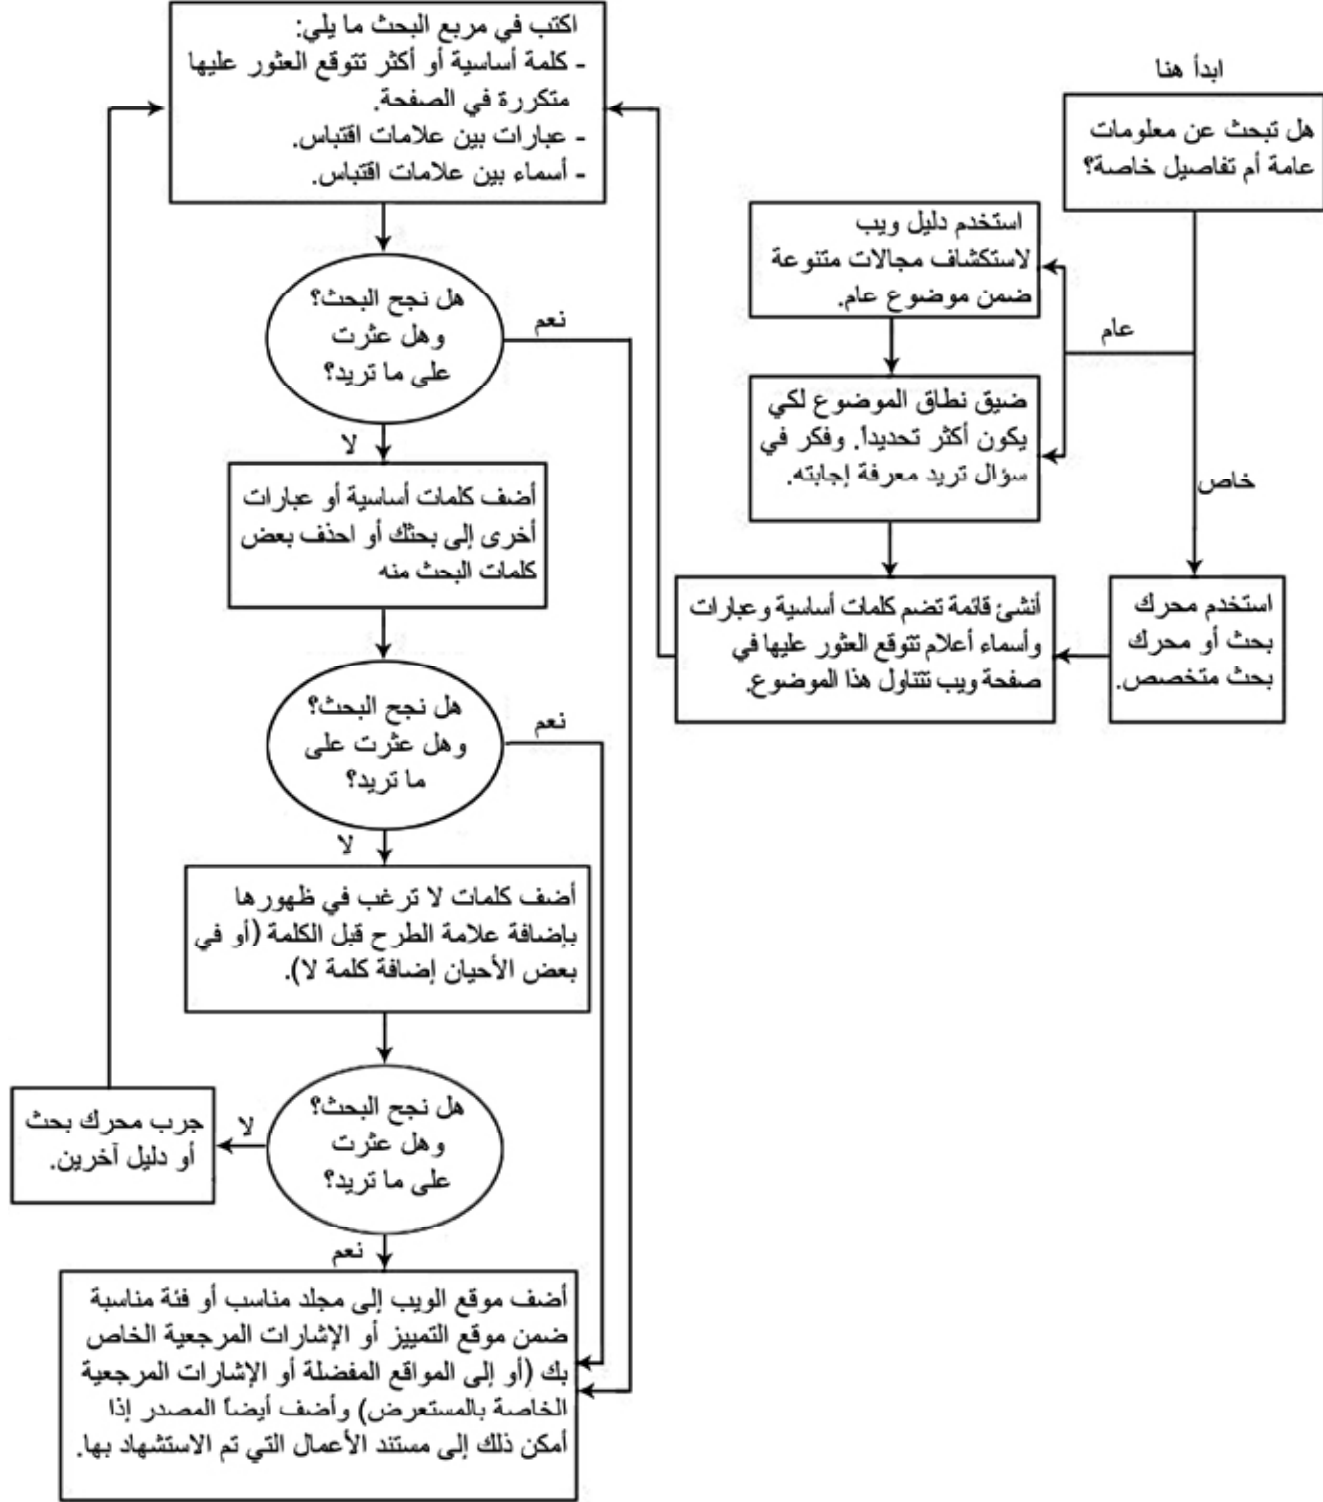 ابدأ هنا
هل تبحث عن معلومات
عامة أم تفاصيل خاصة؟
عام
خاص
استخدم دليل ويب
لاستكشاف مجالات متنوعة
ضمن موضوع عام.
ضيق نطاق الموضوع لكي
يكون أكثر تحديداً. وفكر في
سؤال تريد معرفة إجابته.
استخدم محرك
بحث أو محرك
بحث متخصص.
أنشئ قائمة تضم كلمات أساسية وعبارات
وأسماء أعلام تتوقع العثور عليها في
صفحة ويب تتناول هذا الموضوع.
اكتب في مربع البحث ما يلي:
- كلمة أساسية أو أكثر تتوقع العثور عليها
متكررة في الصفحة.
- عبارات بين علامات اقتباس.
- أسماء بين علامات اقتباس.
هل نجح البحث؟
وهل عثرت
على ما تريد؟
نعم
لا
أضف كلمات أساسية أو عبارات
أخرى إلى بحثك أو احذف بعض
كلمات البحث منه
هل نجح البحث؟
وهل عثرت على
ما تريد؟
نعم
لا
أضف كلمات لا ترغب في ظهورها
بإضافة علامة الطرح قبل الكلمة (أو في
بعض الأحيان إضافة كلمة لا).
هل نجح البحث؟
وهل عثرت
على ما تريد؟
لا
جرب محرك بحث
أو دليل آخرين.
نعم
أضف موقع الويب إلى مجلد مناسب أو فئة مناسبة
ضمن موقع التمييز أو الإشارات المرجعية الخاص
بك (أو إلى المواقع المفضلة أو الإشارات المرجعية
الخاصة بالمستعرض) وأضف أيضاً المصدر إذا
أمكن ذلك إلى مستند الأعمال التي تم الاستشهاد بها.